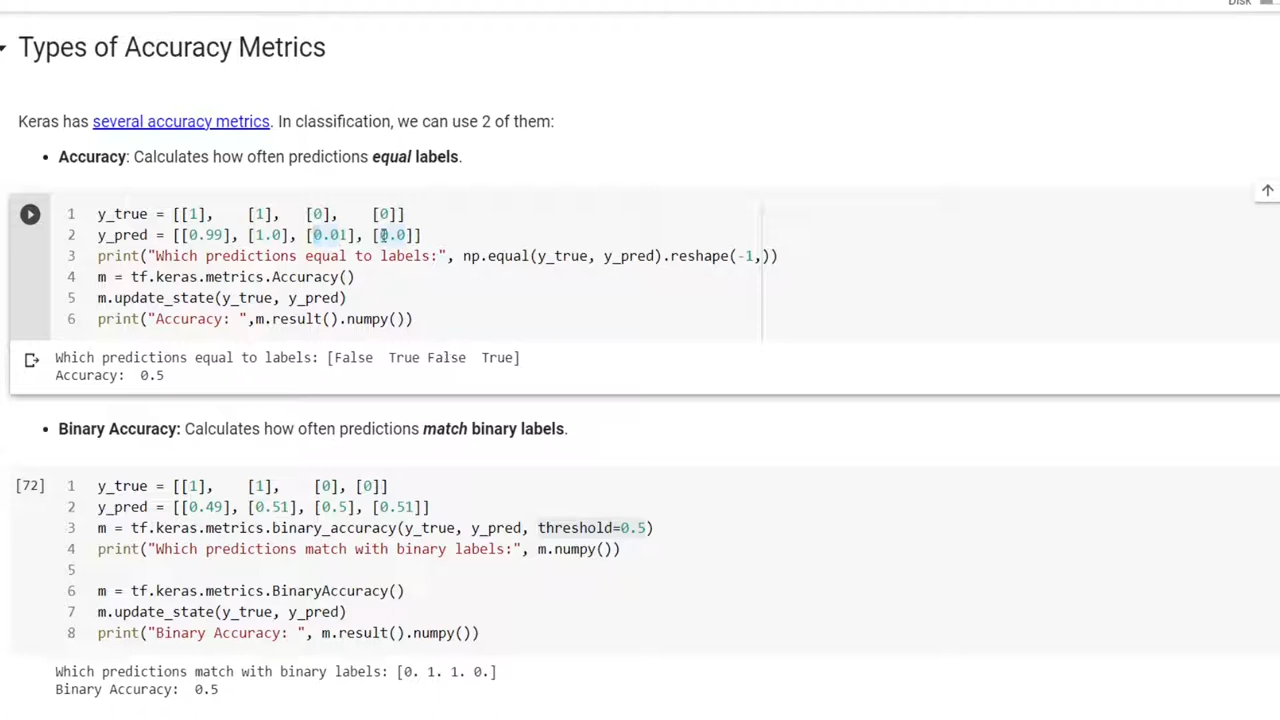 Disk
Types of Accuracy Metrics
Keras has several accuracy metrics. In classification, we can use 2 of them:
• Accuracy: Calculates how often predictions equal labels.
1 y_true = [[1],    [1],    [0],    [0]]
2 y_pred = [[0.99], [1.0], [0.01], [0.0]]
3 print("Which predictions equal to labels:", np.equal(y_true, y_pred).reshape(-1,))
4 m = tf.keras.metrics.Accuracy()
5 m.update_state(y_true, y_pred)
6 print("Accuracy: ",m.result().numpy())
Which predictions equal to labels: [False  True False  True]
Accuracy:  0.5
• Binary Accuracy: Calculates how often predictions match binary labels.
[72] 1 y_true = [[1],    [1],    [0], [0]]
2 y_pred = [[0.49], [0.51], [0.5], [0.51]]
3 m = tf.keras.metrics.binary_accuracy(y_true, y_pred, threshold=0.5)
4 print("Which predictions match with binary labels:", m.numpy())
5
6 m = tf.keras.metrics.BinaryAccuracy()
7 m.update_state(y_true, y_pred)
8 print("Binary Accuracy: ", m.result().numpy())
Which predictions match with binary labels: [0. 1. 1. 0.]
Binary Accuracy:  0.5